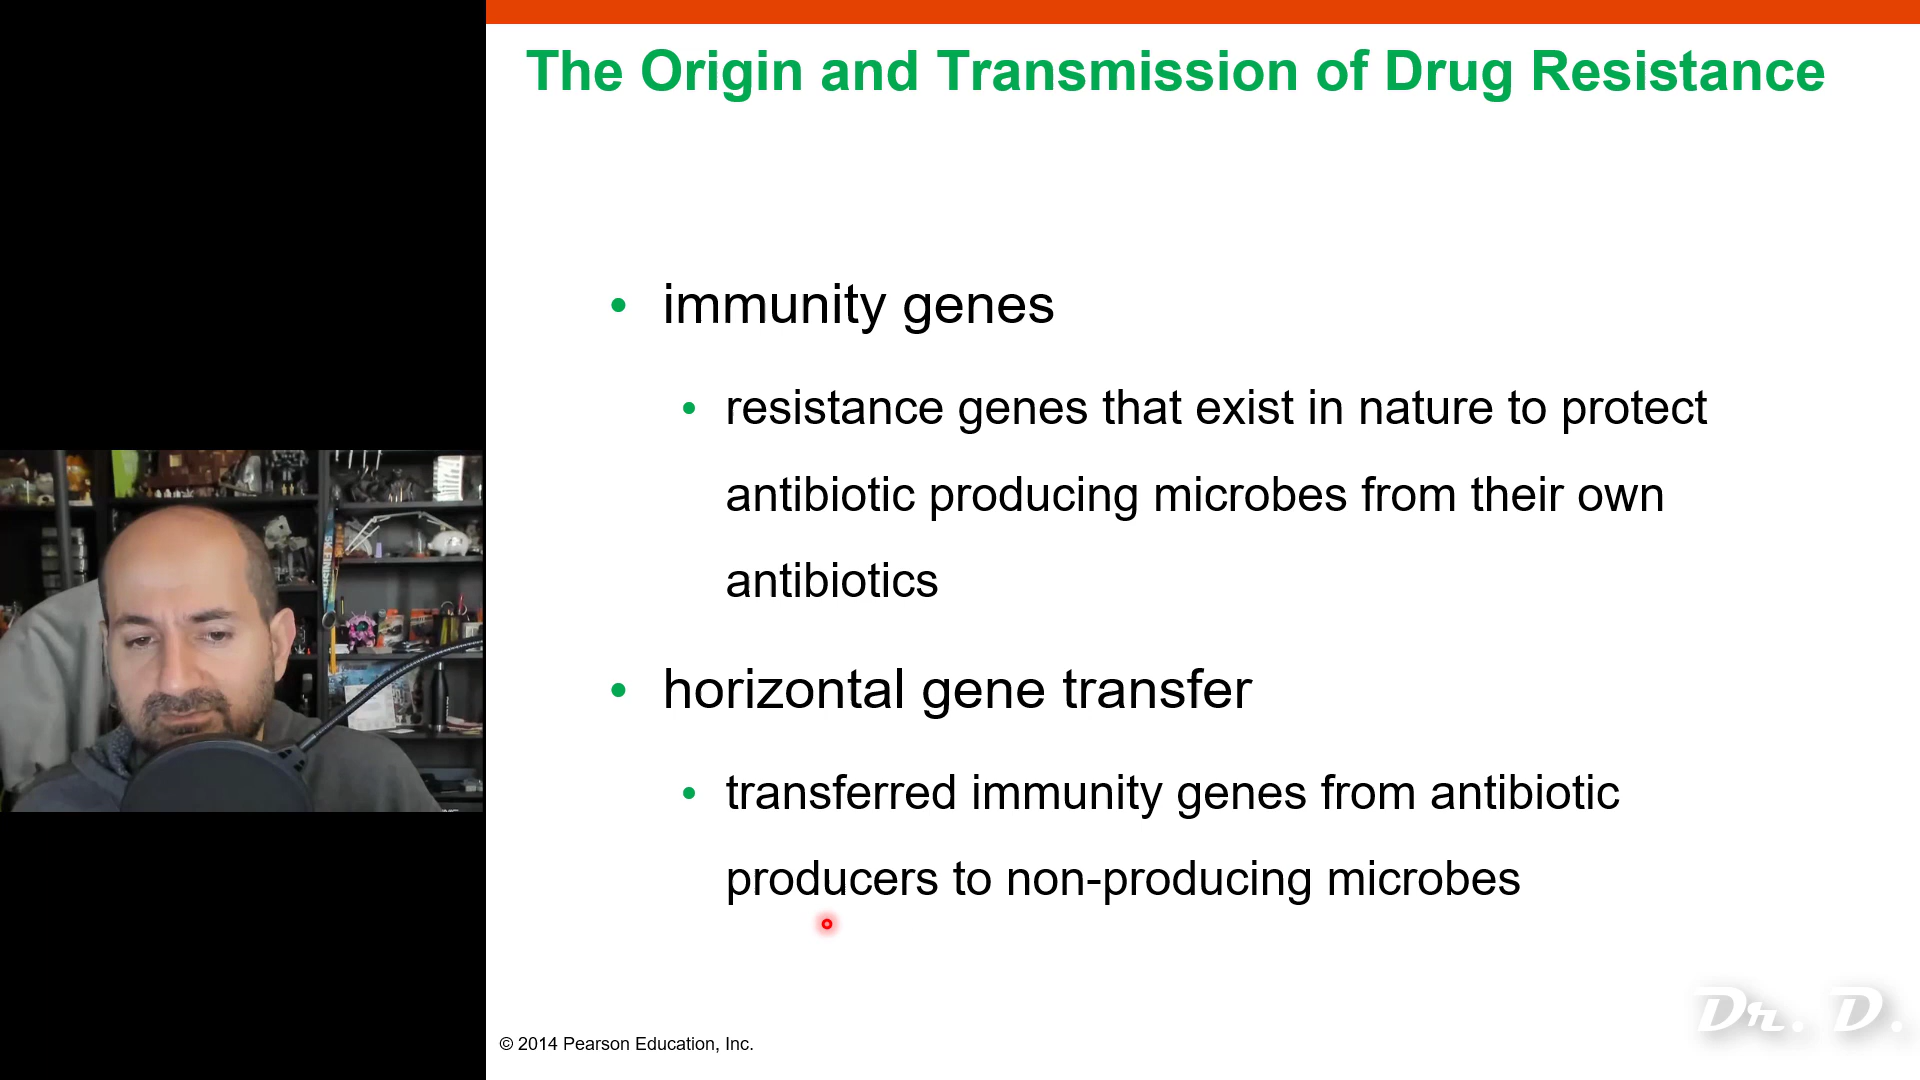 The Origin and Transmission of Drug Resistance
• immunity genes
• resistance genes that exist in nature to protect
antibiotic producing microbes from their own
antibiotics
• horizontal gene transfer
• transferred immunity genes from antibiotic
producers to non-producing microbes
Dr. D.
© 2014 Pearson Education, Inc.
5K FINISH